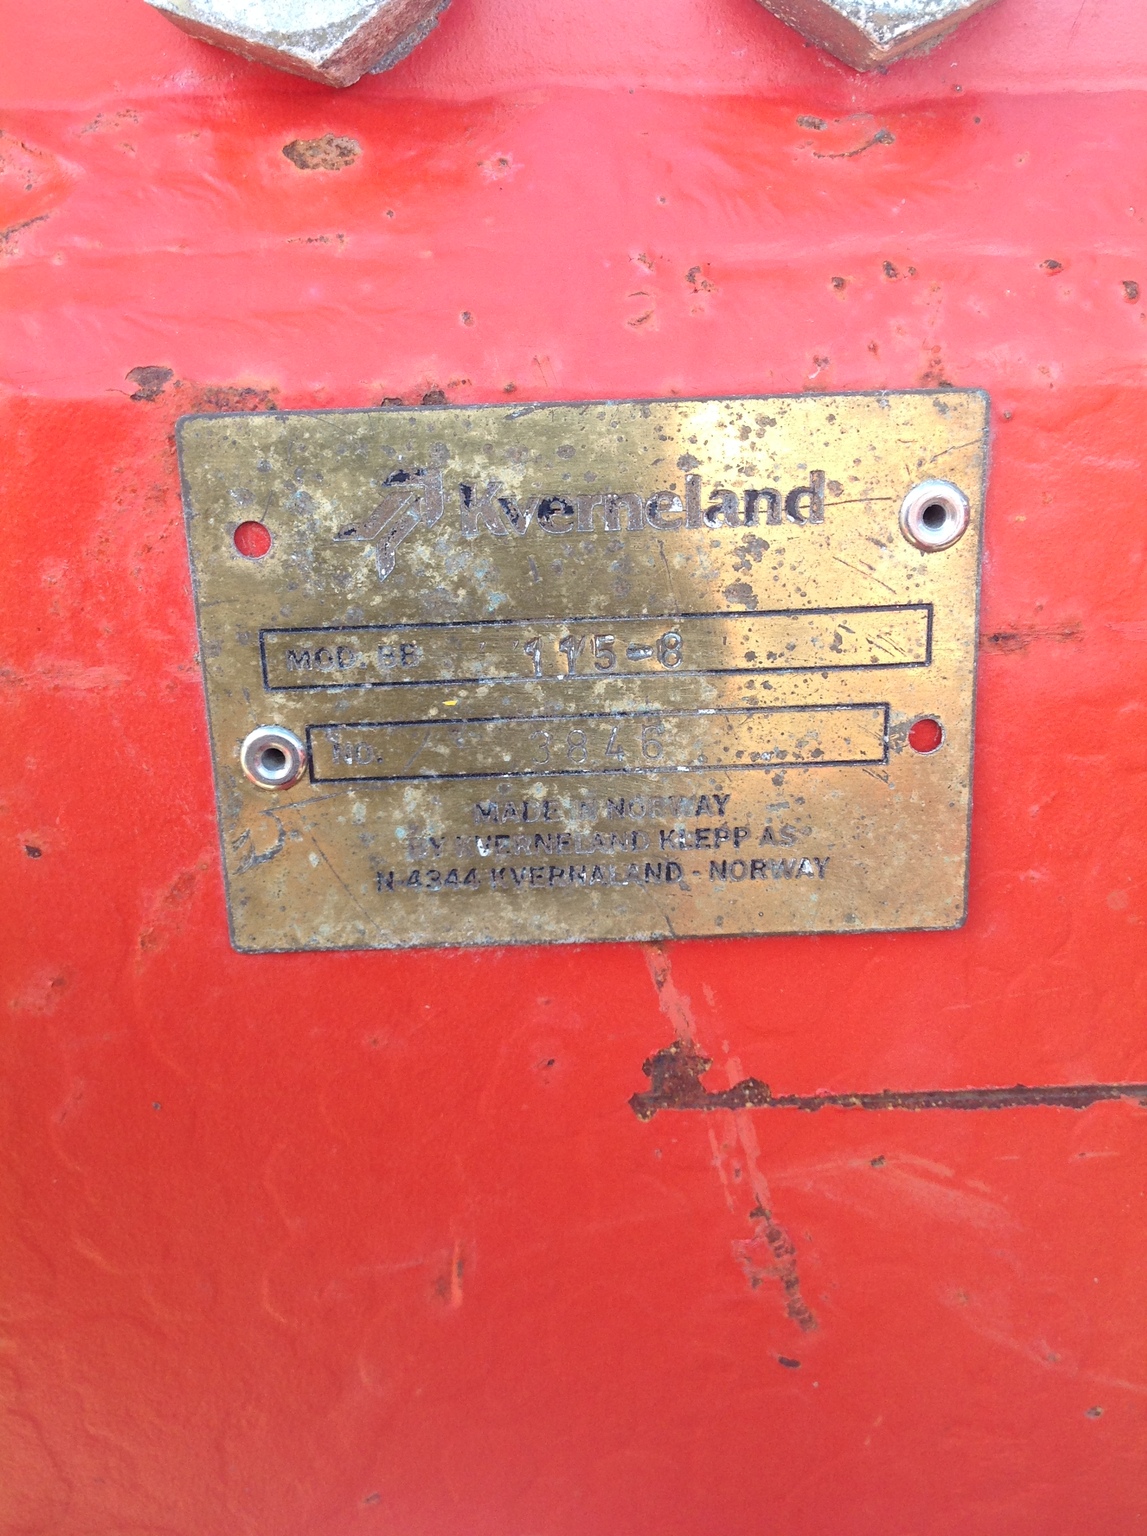 Kverneland
MOD. BB 115-8
NO. 3846
MADE IN NORWAY
BY KVERNELAND KLEPP AS
N-4344 KVERNALAND - NORWAY